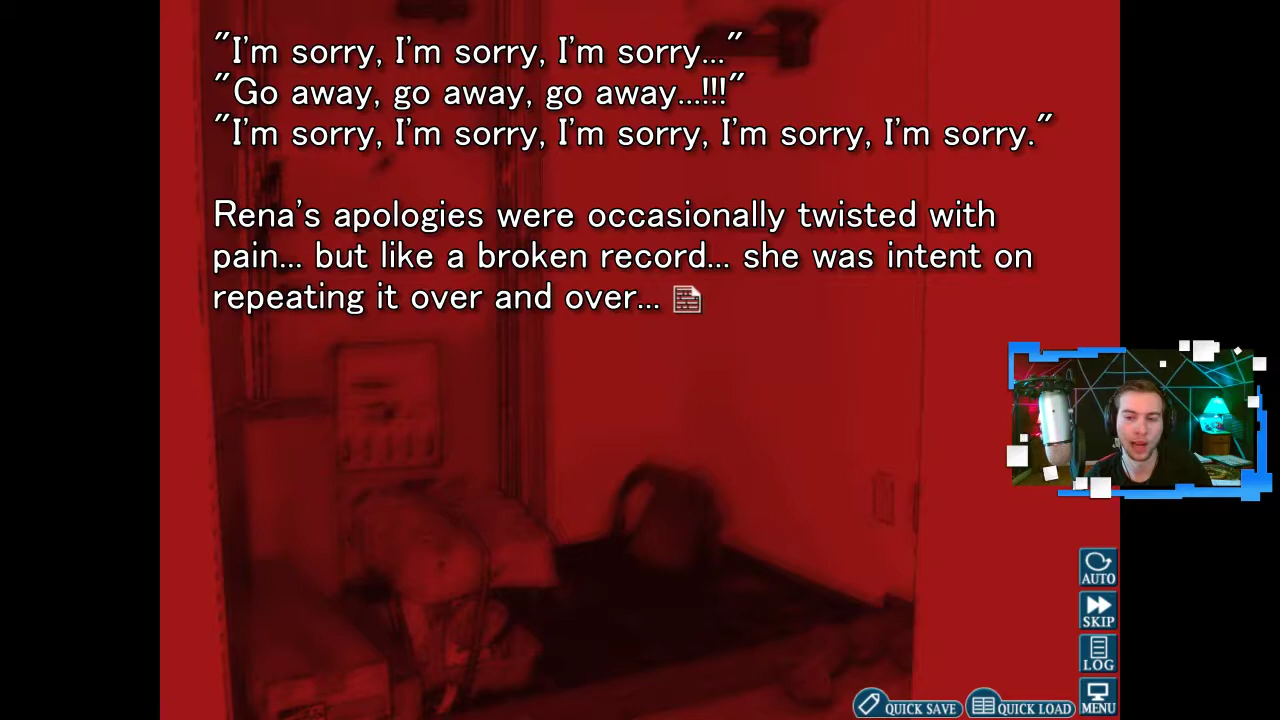 "I'm sorry, I'm sorry, I'm sorry..."
"Go away, go away, go away...!!!"
"I'm sorry, I'm sorry, I'm sorry, I'm sorry, I'm sorry."
Rena's apologies were occasionally twisted with
pain... but like a broken record... she was intent on
repeating it over and over...
AUTO
SKIP
LOG
MENU
QUICK SAVE QUICK LOAD